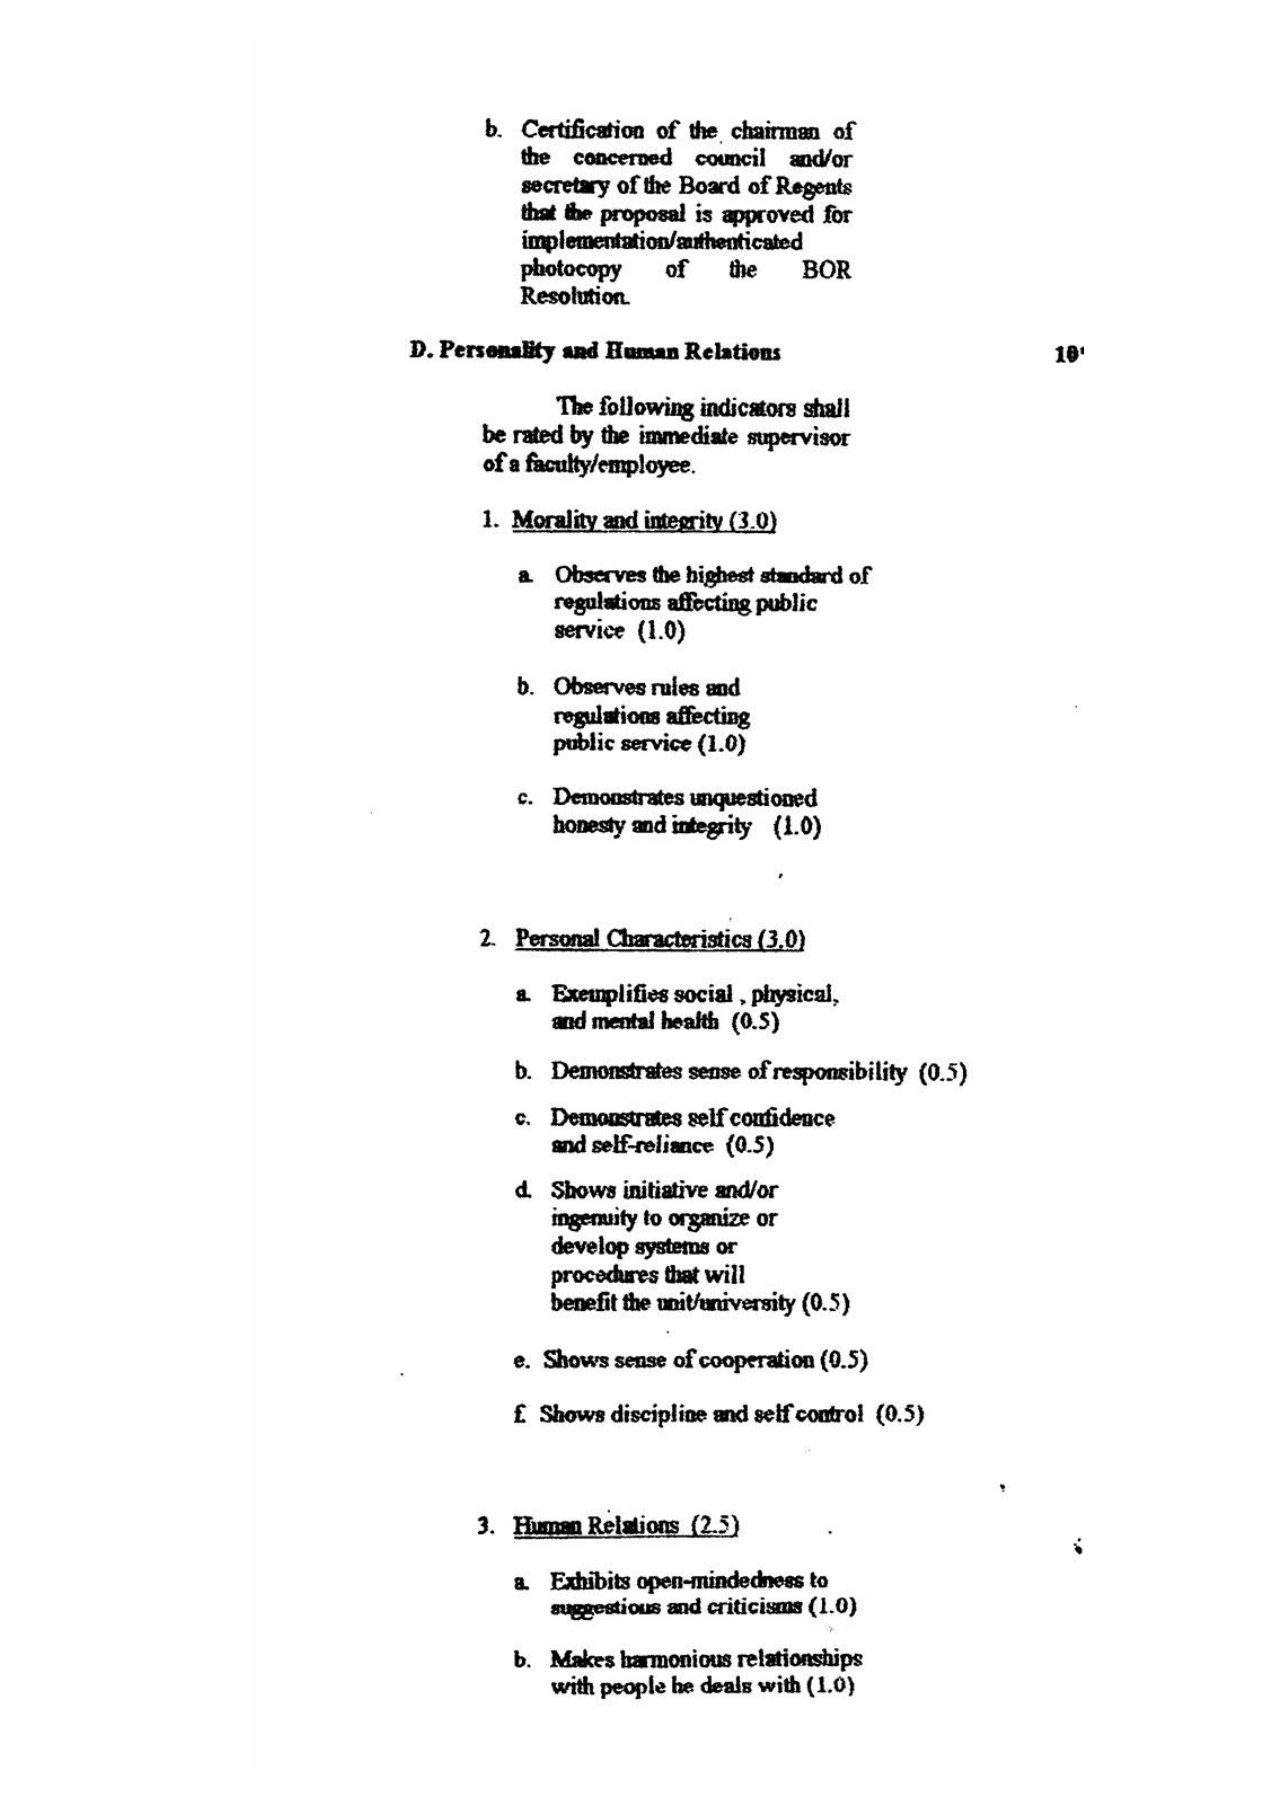 b. Certification of the chairman of
the concerned council and/or
secretary of the Board of Regents
that the proposal is approved for
implementation/authenticated
photocopy of the BOR
Resolution.
D. Personality and Human Relations 10
The following indicators shall
be rated by the immediate supervisor
of a faculty/employee.
1. Morality and integrity (3.0)
a. Observes the highest standard of
regulations affecting public
service (1.0)
b. Observes rules and
regulations affecting
public service (1.0)
c. Demonstrates unquestioned
honesty and integrity (1.0)
2. Personal Characteristics (3.0)
a. Exemplifies social , physical,
and mental health (0.5)
b. Demonstrates sense of responsibility (0.5)
c. Demonstrates self confidence
and self-reliance (0.5)
d. Shows initiative and/or
ingenuity to organize or
develop systems or
procedures that will
benefit the unit/university (0.5)
e. Shows sense of cooperation (0.5)
f. Shows discipline and self control (0.5)
3. Human Relations (2.5)
a. Exhibits open-mindedness to
suggestions and criticisms (1.0)
b. Makes harmonious relationships
with people he deals with (1.0)